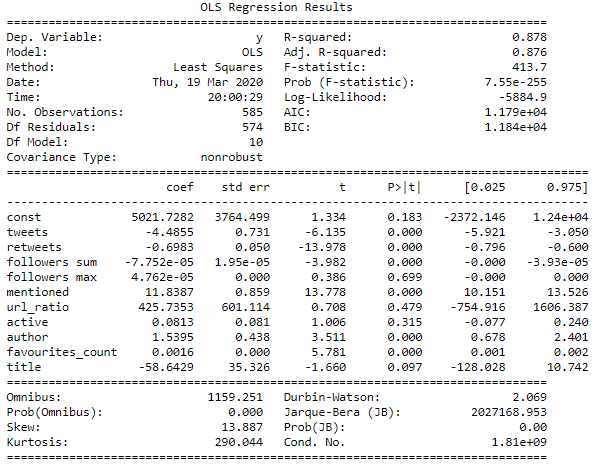 OLS Regression Results
==============================================================================
Dep. Variable: y R-squared: 0.878
Model: OLS Adj. R-squared: 0.876
Method: Least Squares F-statistic: 413.7
Date: Thu, 19 Mar 2020 Prob (F-statistic): 7.55e-255
Time: 20:00:29 Log-Likelihood: -5884.9
No. Observations: 585 AIC: 1.179e+04
Df Residuals: 574 BIC: 1.184e+04
Df Model: 10
Covariance Type: nonrobust
====================================================================================
coef std err t P>|t| [0.025 0.975]
------------------------------------------------------------------------------------
const 5021.7282 3764.499 1.334 0.183 -2372.146 1.24e+04
tweets -4.4855 0.731 -6.135 0.000 -5.921 -3.050
retweets -0.6983 0.050 -13.978 0.000 -0.796 -0.600
followers sum -7.752e-05 1.95e-05 -3.982 0.000 -0.000 -3.93e-05
followers max 4.762e-05 0.000 0.386 0.699 -0.000 0.000
mentioned 11.8387 0.859 13.778 0.000 10.151 13.526
url_ratio 425.7353 601.114 0.708 0.479 -754.916 1606.387
active 0.0813 0.081 1.006 0.315 -0.077 0.240
author 1.5395 0.438 3.511 0.000 0.678 2.401
favourites_count 0.0016 0.000 5.781 0.000 0.001 0.002
title -58.6429 35.326 -1.660 0.097 -128.028 10.742
==============================================================================
Omnibus: 1159.251 Durbin-Watson: 2.069
Prob(Omnibus): 0.000 Jarque-Bera (JB): 2027168.953
Skew: 13.887 Prob(JB): 0.00
Kurtosis: 290.044 Cond. No. 1.81e+09
==============================================================================